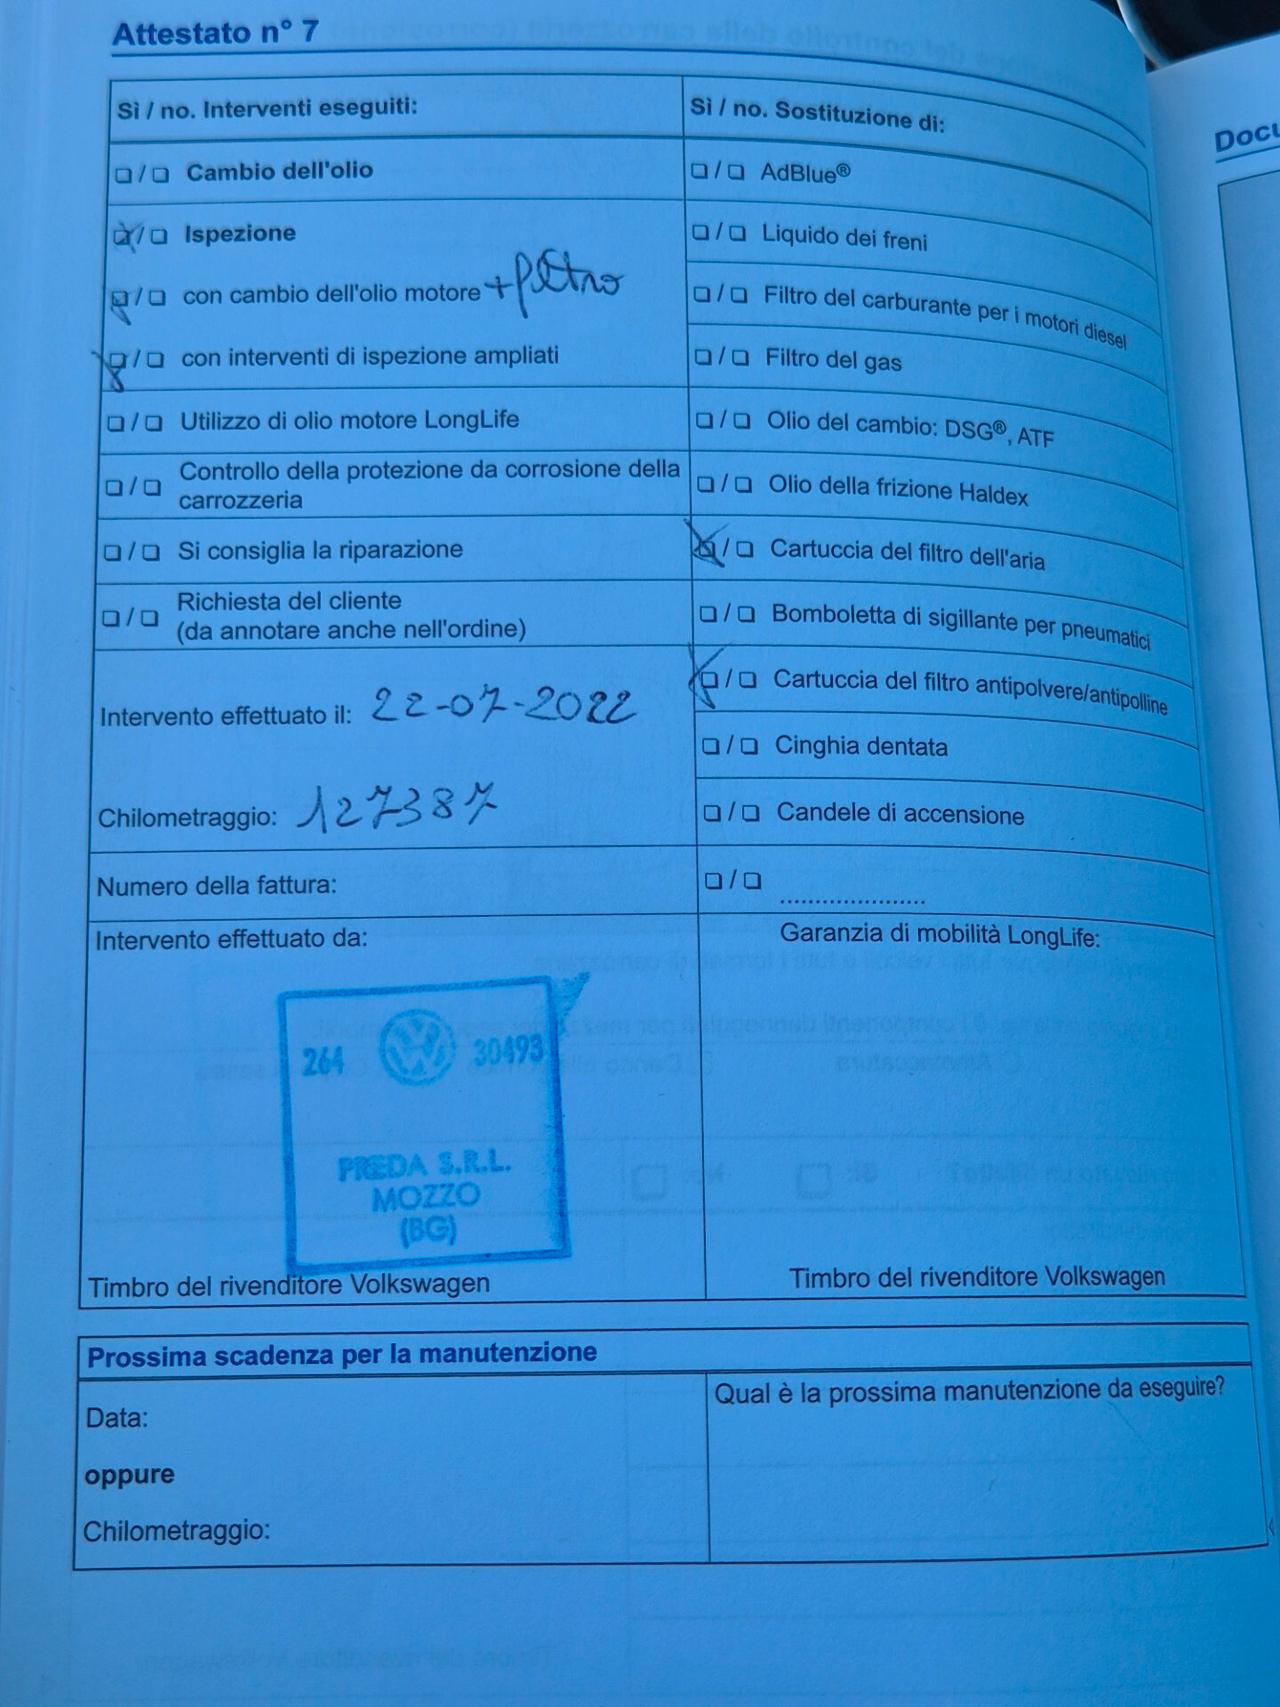 Attestato n° 7
Docu
Sì / no. Interventi eseguiti:
❑ / ❑ Cambio dell'olio
❑ / ❑ Ispezione
❑ / ❑ con cambio dell'olio motore + filtro
❑ / ❑ con interventi di ispezione ampliati
❑ / ❑ Utilizzo di olio motore LongLife
❑ / ❑ Controllo della protezione da corrosione della
carrozzeria
❑ / ❑ Si consiglia la riparazione
❑ / ❑ Richiesta del cliente
(da annotare anche nell'ordine)
Intervento effettuato il: 22-07-2022
Chilometraggio: 127387
Numero della fattura:
Intervento effettuato da:
264 30493
PREDA S.R.L.
MOZZO
(BG)
Timbro del rivenditore Volkswagen
Sì / no. Sostituzione di:
❑ / ❑ AdBlue®
❑ / ❑ Liquido dei freni
❑ / ❑ Filtro del carburante per i motori diesel
❑ / ❑ Filtro del gas
❑ / ❑ Olio del cambio: DSG®, ATF
❑ / ❑ Olio della frizione Haldex
❑ / ❑ Cartuccia del filtro dell'aria
❑ / ❑ Bomboletta di sigillante per pneumatici
❑ / ❑ Cartuccia del filtro antipolvere/antipolline
❑ / ❑ Cinghia dentata
❑ / ❑ Candele di accensione
❑ / ❑ ......................
Garanzia di mobilità LongLife:
Timbro del rivenditore Volkswagen
Prossima scadenza per la manutenzione
Data:
oppure
Chilometraggio:
Qual è la prossima manutenzione da eseguire?